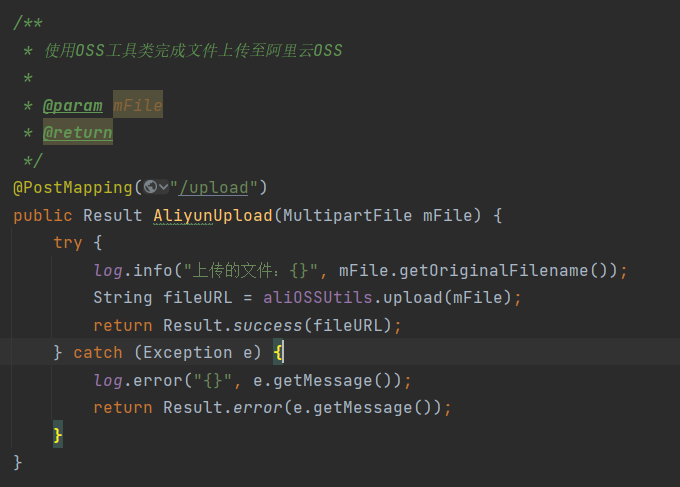 /**
 * 使用OSS工具类完成文件上传至阿里云OSS
 *
 * @param mFile
 * @return
 */
@PostMapping("/upload")
public Result AliyunUpload(MultipartFile mFile) {
    try {
        log.info("上传的文件: {}", mFile.getOriginalFilename());
        String fileURL = aliOSSUtils.upload(mFile);
        return Result.success(fileURL);
    } catch (Exception e) {
        log.error("{}", e.getMessage());
        return Result.error(e.getMessage());
    }
}